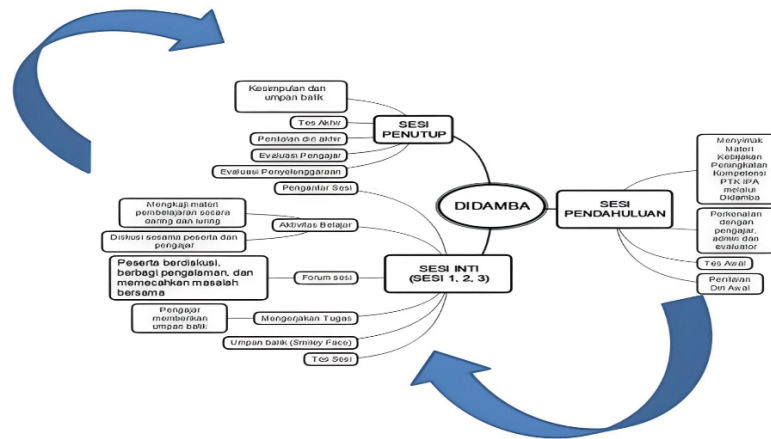 Kesimpulan dan
umpan balik
Tes Akhir
Penilaian diri akhir
Evaluasi Pengajar
Evaluasi Penyelenggaraan
SESI
PENUTUP
DIDAMBA
SESI
PENDAHULUAN
Menyimak
Materi
Kebijakan
Peningkatan
Kompetensi
PTK IPA
melalui
Didamba
Perkenalan
dengan
pengajar,
admin dan
evaluator
Tes Awal
Penilaian
Diri Awal
SESI INTI
(SESI 1, 2, 3)
Pengantar Sesi
Aktivitas Belajar
Mengkaji materi
pembelajaran secara
daring dan luring
Diskusi sesama peserta dan
pengajar
Forum sesi
Peserta berdiskusi,
berbagi pengalaman, dan
memecahkan masalah
bersama
Mengerjakan Tugas
Pengajar
memberikan
umpan balik
Umpan balik (Smiley Face)
Tes Sesi